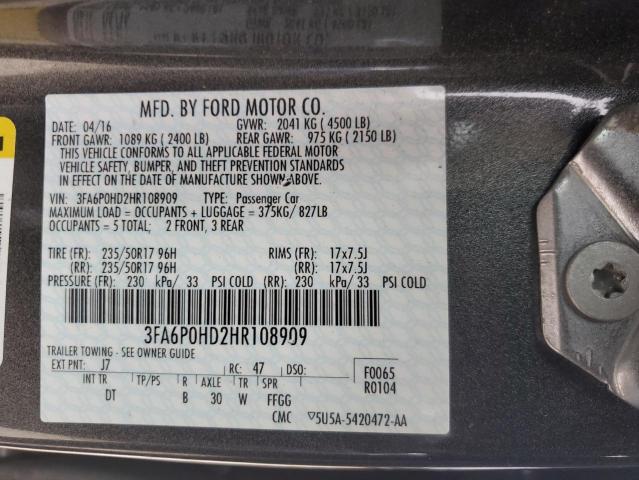 MFD. BY FORD MOTOR CO.
DATE: 04/16 GVWR: 2041 KG ( 4500 LB)
FRONT GAWR: 1089 KG ( 2400 LB) REAR GAWR: 975 KG ( 2150 LB)
THIS VEHICLE CONFORMS TO ALL APPLICABLE FEDERAL MOTOR
VEHICLE SAFETY, BUMPER, AND THEFT PREVENTION STANDARDS
IN EFFECT ON THE DATE OF MANUFACTURE SHOWN ABOVE.
VIN: 3FA6P0HD2HR108909 TYPE: Passenger Car
MAXIMUM LOAD = OCCUPANTS + LUGGAGE = 375KG/ 827LB
OCCUPANTS = 5 TOTAL; 2 FRONT, 3 REAR
TIRE (FR): 235/50R17 96H RIMS (FR): 17x7.5J
(RR): 235/50R17 96H (RR): 17x7.5J
PRESSURE (FR): 230 kPa/ 33 PSI COLD (RR): 230 kPa/ 33 PSI COLD
3FA6P0HD2HR108909
TRAILER TOWING - SEE OWNER GUIDE
EXT PNT: J7 RC: 47 DSO: F0065
INT TR TP/PS R AXLE TR SPR R0104
DT B 30 W FFGG
CMC ▽5U5A-5420472-AA